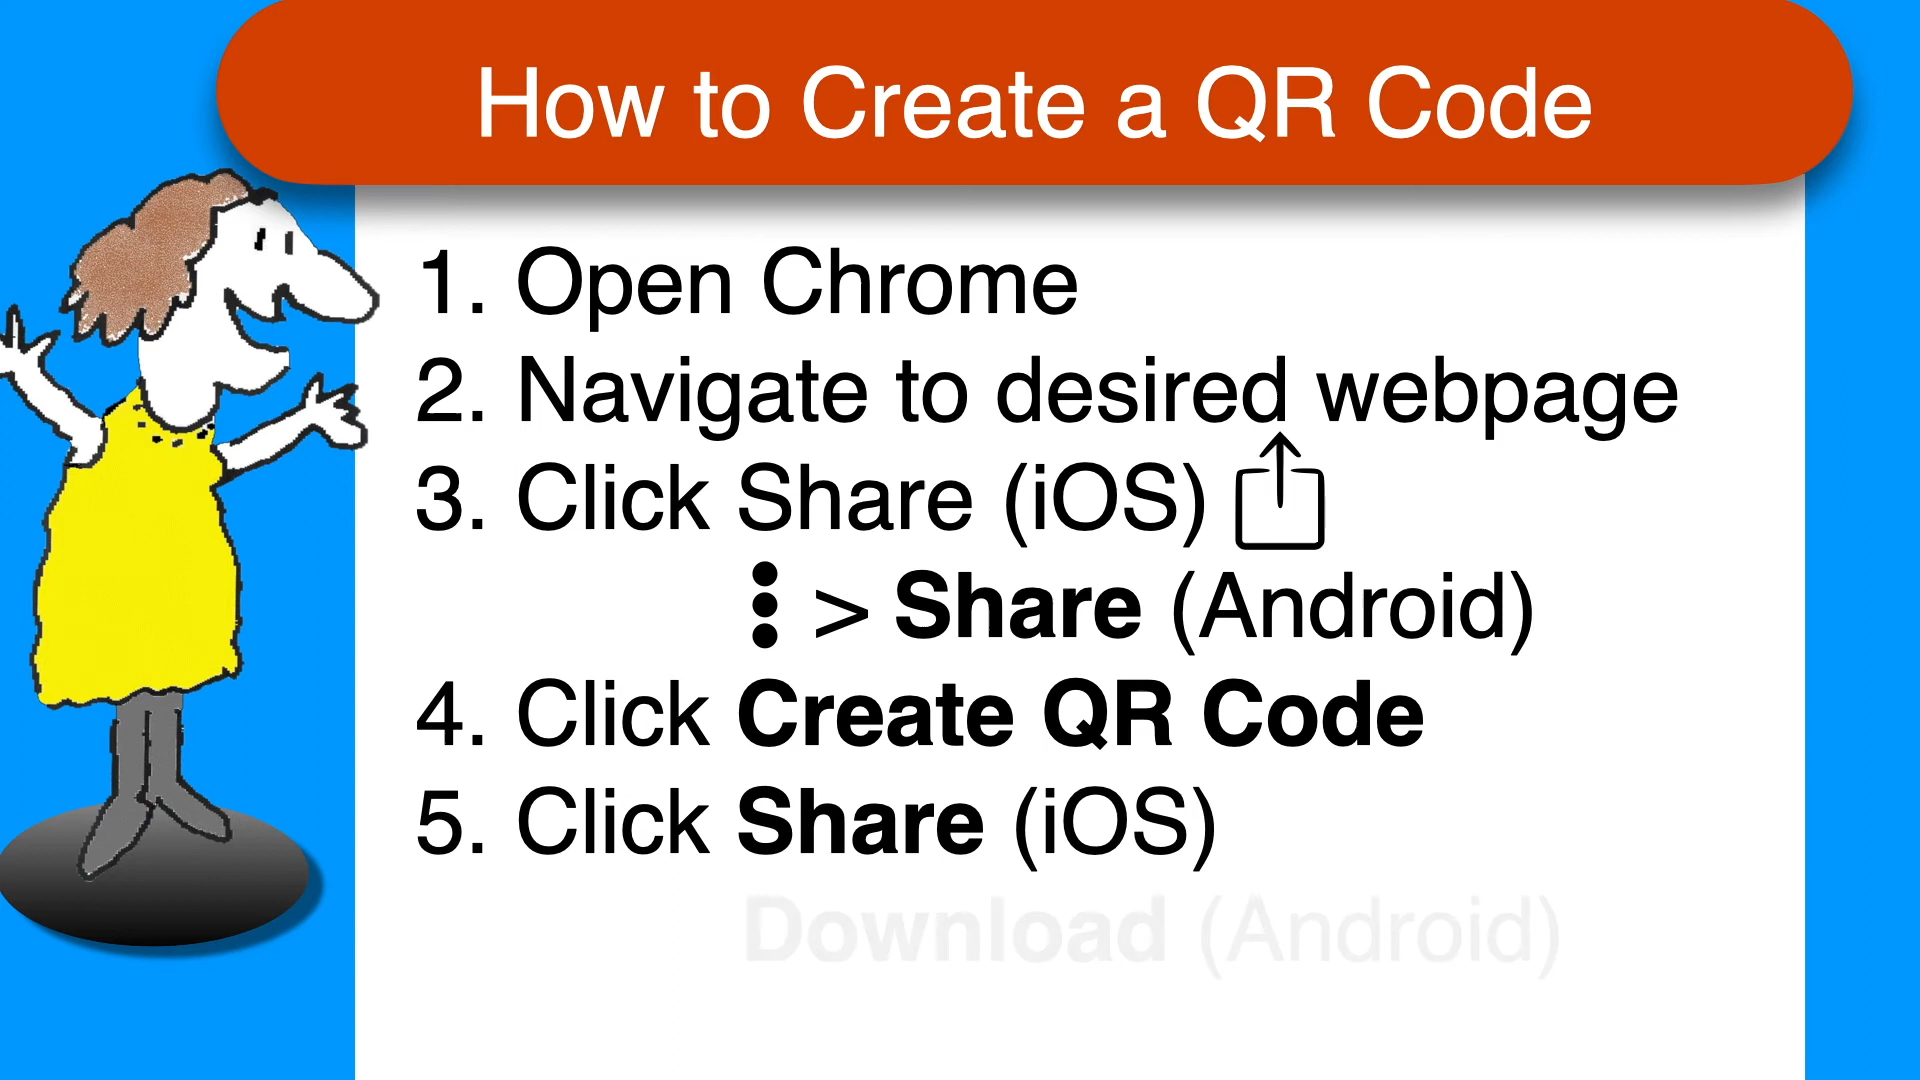 How to Create a QR Code
1. Open Chrome
2. Navigate to desired webpage
3. Click Share (iOS)
> Share (Android)
4. Click Create QR Code
5. Click Share (iOS)
Download (Android)